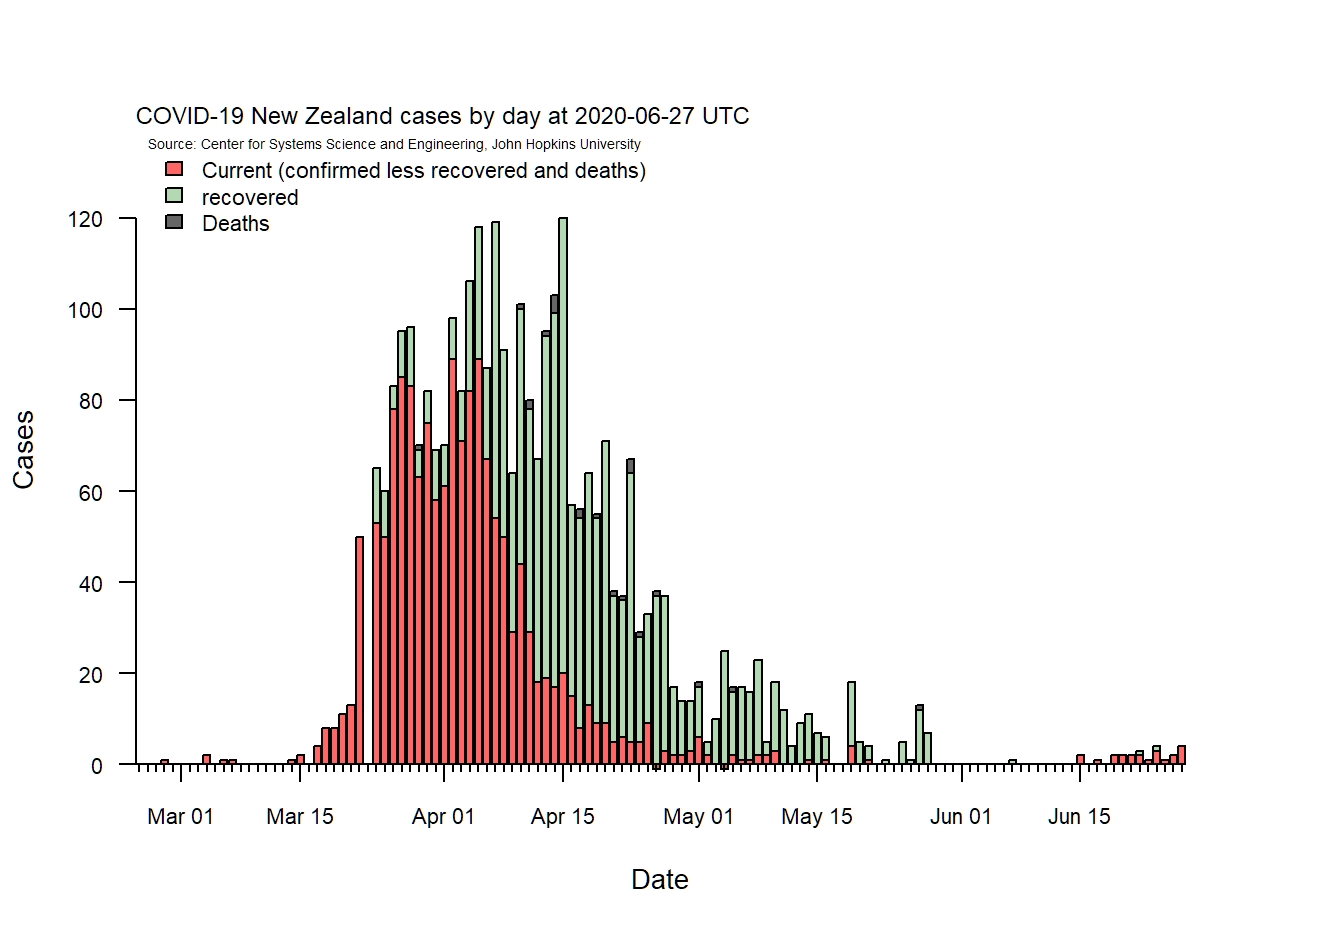 COVID-19 New Zealand cases by day at 2020-06-27 UTC
Source: Center for Systems Science and Engineering, John Hopkins University
Current (confirmed less recovered and deaths)
recovered
Deaths
120
100
80
60
40
20
0
Cases
Mar 01 Mar 15 Apr 01 Apr 15 May 01 May 15 Jun 01 Jun 15
Date